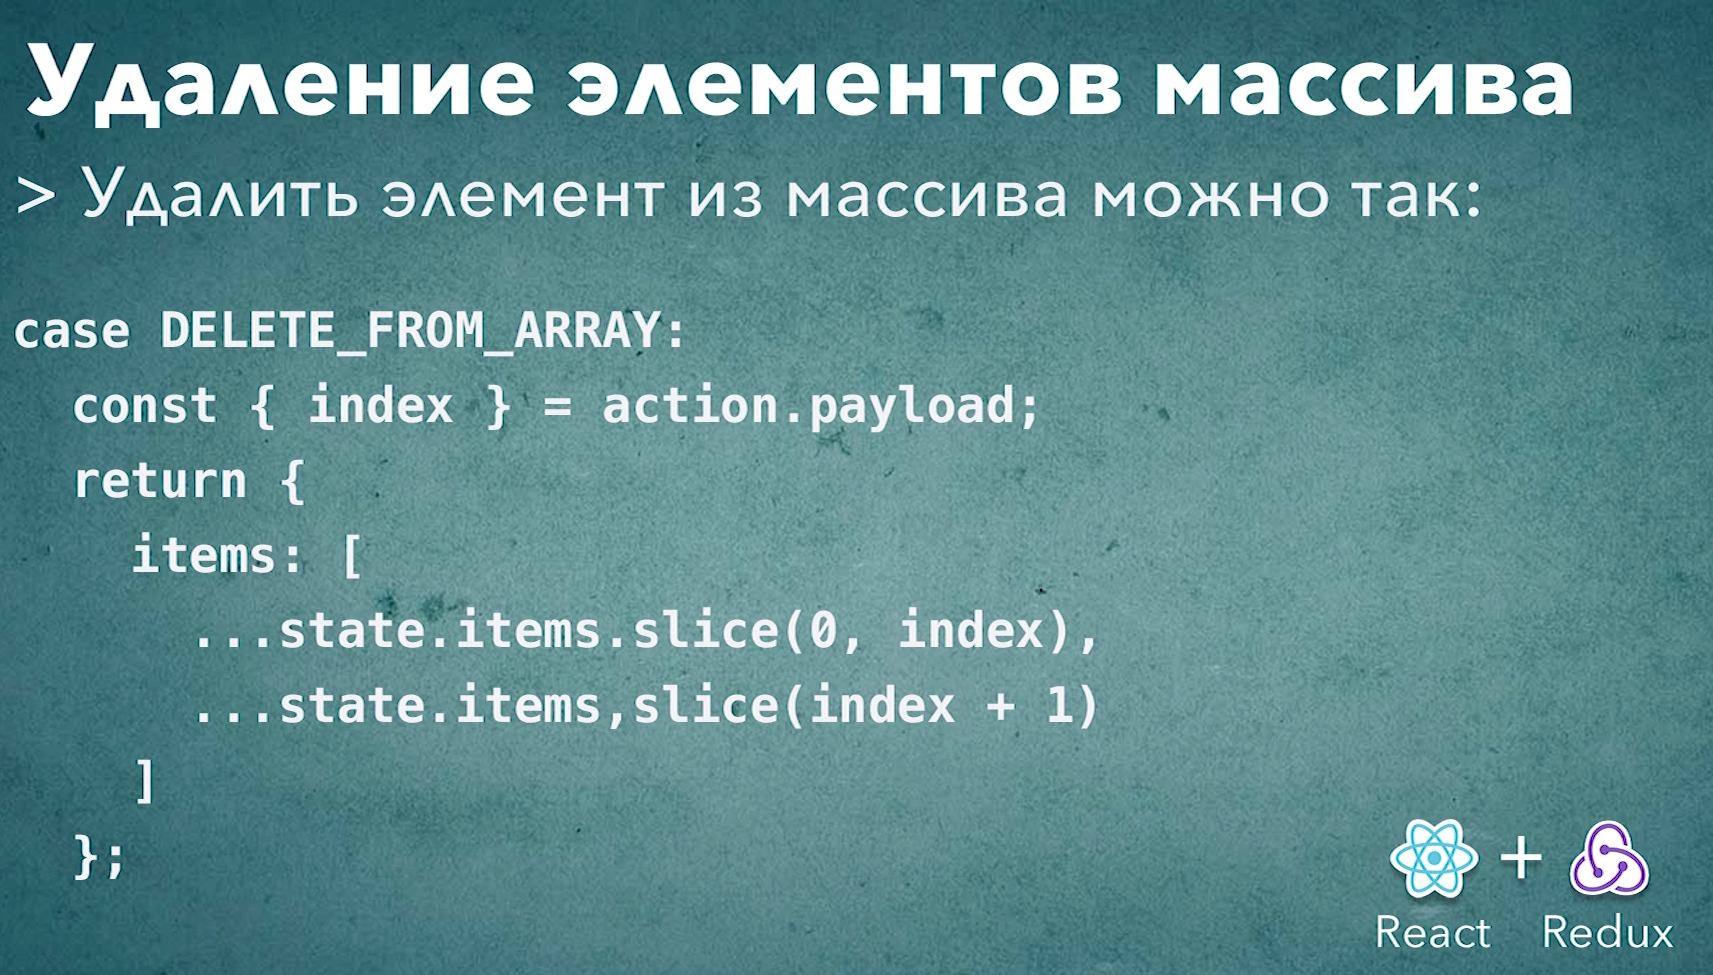 Удаление элементов массива
> Удалить элемент из массива можно так:
case DELETE_FROM_ARRAY:
  const { index } = action.payload;
  return {
    items: [
      ...state.items.slice(0, index),
      ...state.items,slice(index + 1)
    ]
  };
+
React Redux